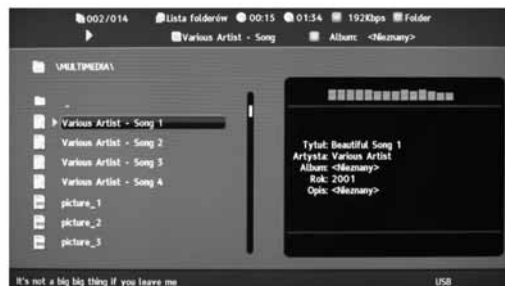 002/014 Lista folderów 00:15 01:34 192Kbps Folder
Various Artist - Song Album: <Nieznany>
\MULTIMEDIA\
..
Various Artist - Song 1
Various Artist - Song 2
Various Artist - Song 3
Various Artist - Song 4
picture_1
picture_2
picture_3
Tytuł: Beautiful Song 1
Artysta: Various Artist
Album: <Nieznany>
Rok: 2001
Opis: <Nieznany>
It's not a big big thing if you leave me USB